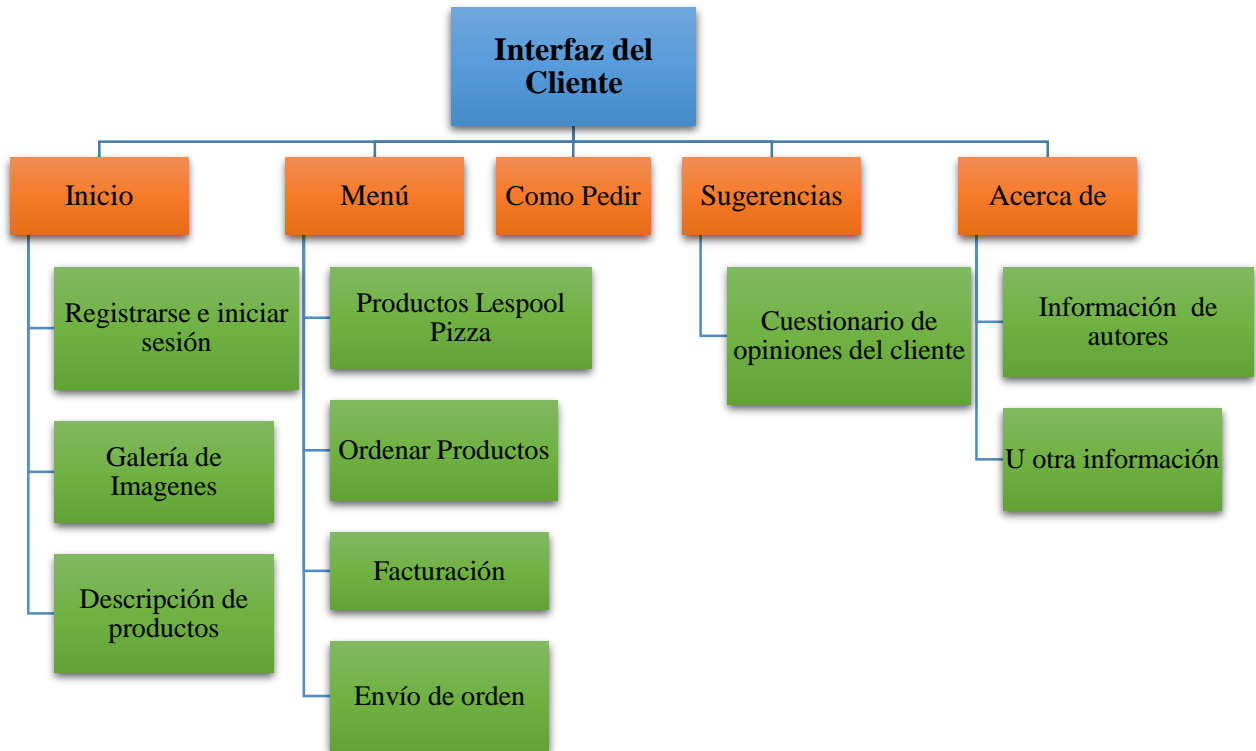 Interfaz del
Cliente
Inicio
Menú
Como Pedir
Sugerencias
Acerca de
Registrarse e iniciar
sesión
Galería de
Imagenes
Descripción de
productos
Productos Lespool
Pizza
Ordenar Productos
Facturación
Envío de orden
Cuestionario de
opiniones del cliente
Información de
autores
U otra información